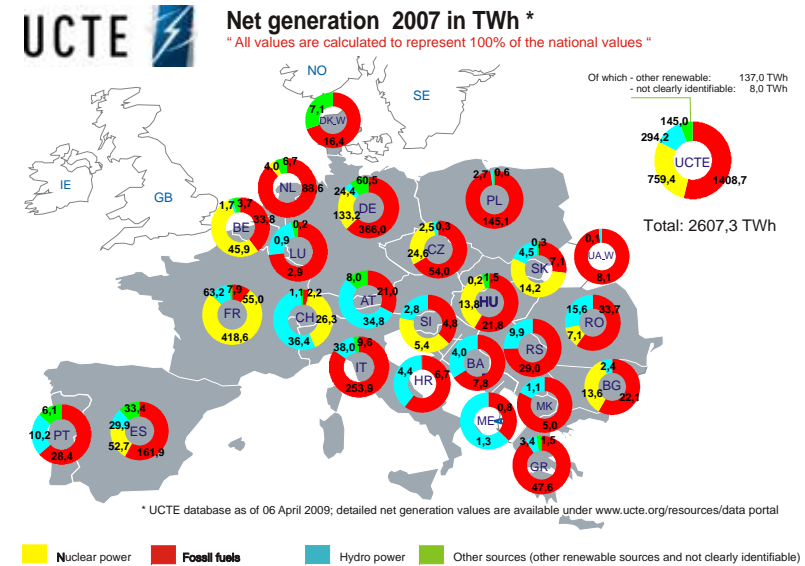 UCTE
Net generation 2007 in TWh *
“ All values are calculated to represent 100% of the national values “
Of which - other renewable: 137,0 TWh
- not clearly identifiable: 8,0 TWh
NO
SE
IE
GB
7,1
DK_W
16,4
145,0
294,2
UCTE
759,4
1408,7
Total: 2607,3 TWh
4,0 6,7
NL
88,6
24,4 60,5
DE
133,2
366,0
2,7 0,6
PL
145,1
1,7 3,7
BE
33,8
45,9
0,2
0,9
LU
2,9
2,5 0,3
CZ
24,6
54,0
0,3
4,5
7,1
SK
14,2
0,1
UA_W
8,1
63,2 7,9
55,0
FR
418,6
1,1 2,2
CH
26,3
36,4
8,0
21,0
AT
34,8
2,8
4,8
SI
5,4
0,2 1,5
13,8
HU
21,8
15,6 33,7
RO
7,1
9,9
RS
29,0
38,0 9,6
IT
253,9
4,4 6,7
HR
4,0
BA
7,8
2,4
BG
13,6
22,1
1,1
MK
5,0
0,8
ME
1,3
3,4 1,5
GR
47,6
6,1
10,2
PT
28,4
33,4
29,9
ES
52,7
161,9
* UCTE database as of 06 April 2009; detailed net generation values are available under www.ucte.org/resources/data portal
Nuclear power
Fossil fuels
Hydro power
Other sources (other renewable sources and not clearly identifiable)